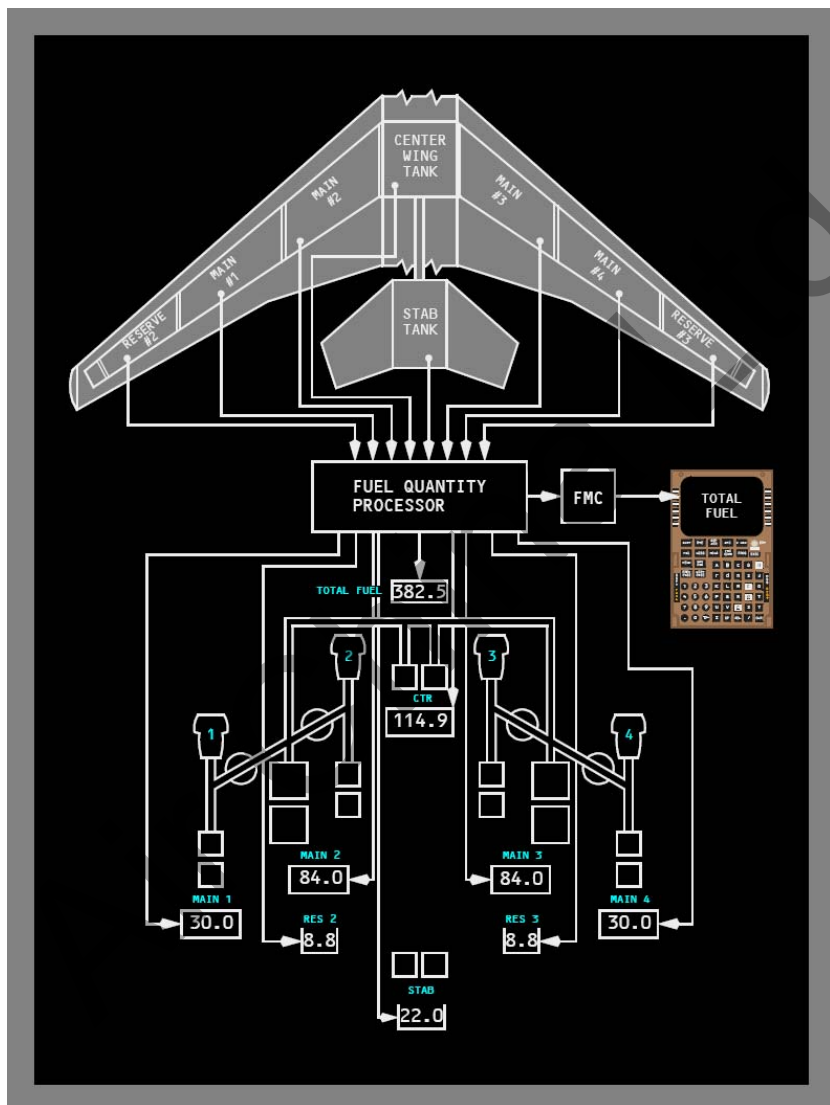 CENTER
WING
TANK
MAIN
#2
MAIN
#3
MAIN
#1
MAIN
#4
STAB
TANK
RESERVE
#2
RESERVE
#3
FUEL QUANTITY
PROCESSOR
FMC
TOTAL
FUEL
TOTAL FUEL
382.5
2
3
CTR
114.9
1
4
MAIN 2
84.0
MAIN 3
84.0
MAIN 1
30.0
RES 2
8.8
RES 3
8.8
MAIN 4
30.0
STAB
22.0